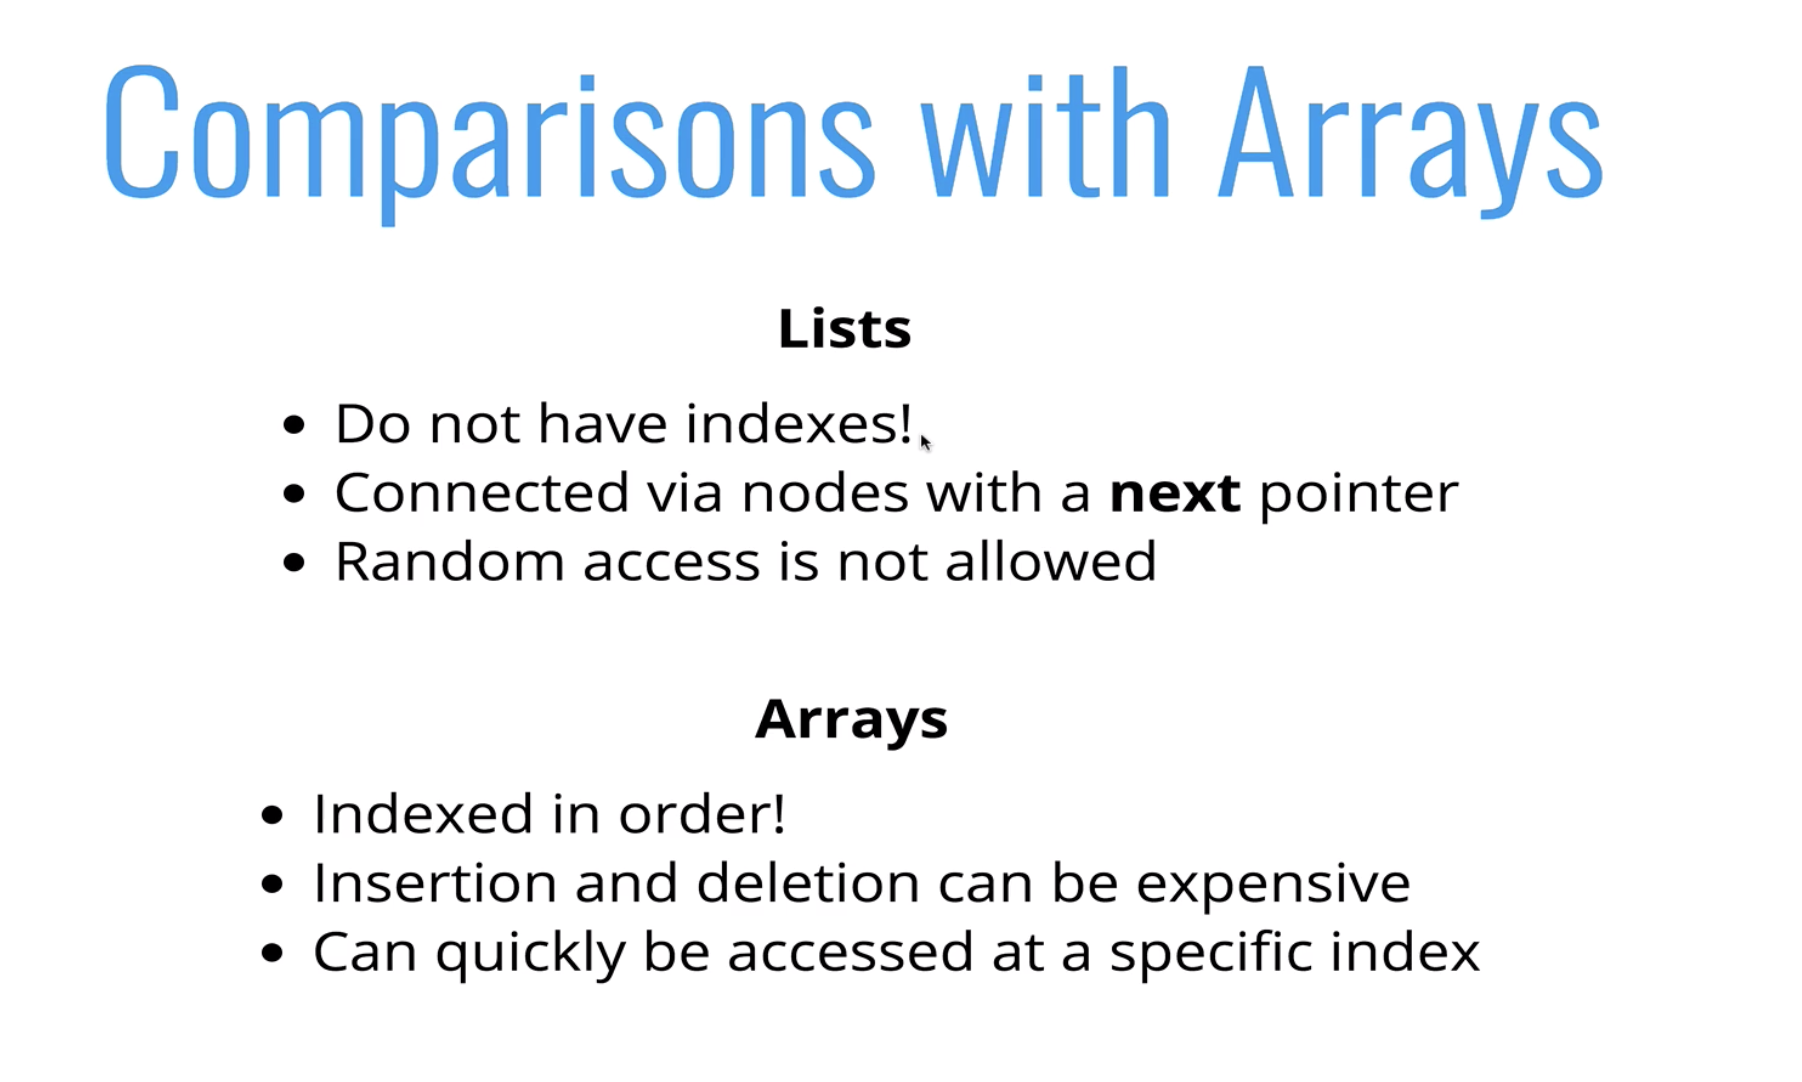 Comparisons with Arrays
Lists
• Do not have indexes!
• Connected via nodes with a next pointer
• Random access is not allowed
Arrays
• Indexed in order!
• Insertion and deletion can be expensive
• Can quickly be accessed at a specific index